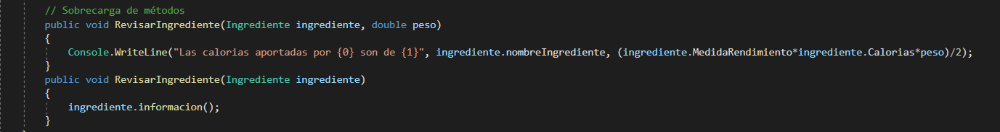 // Sobrecarga de métodos
public void RevisarIngrediente(Ingrediente ingrediente, double peso)
{
Console.WriteLine("Las calorias aportadas por {0} son de {1}", ingrediente.nombreIngrediente, (ingrediente.MedidaRendimiento*ingrediente.Calorias*peso)/2);
}
public void RevisarIngrediente(Ingrediente ingrediente)
{
ingrediente.informacion();
}